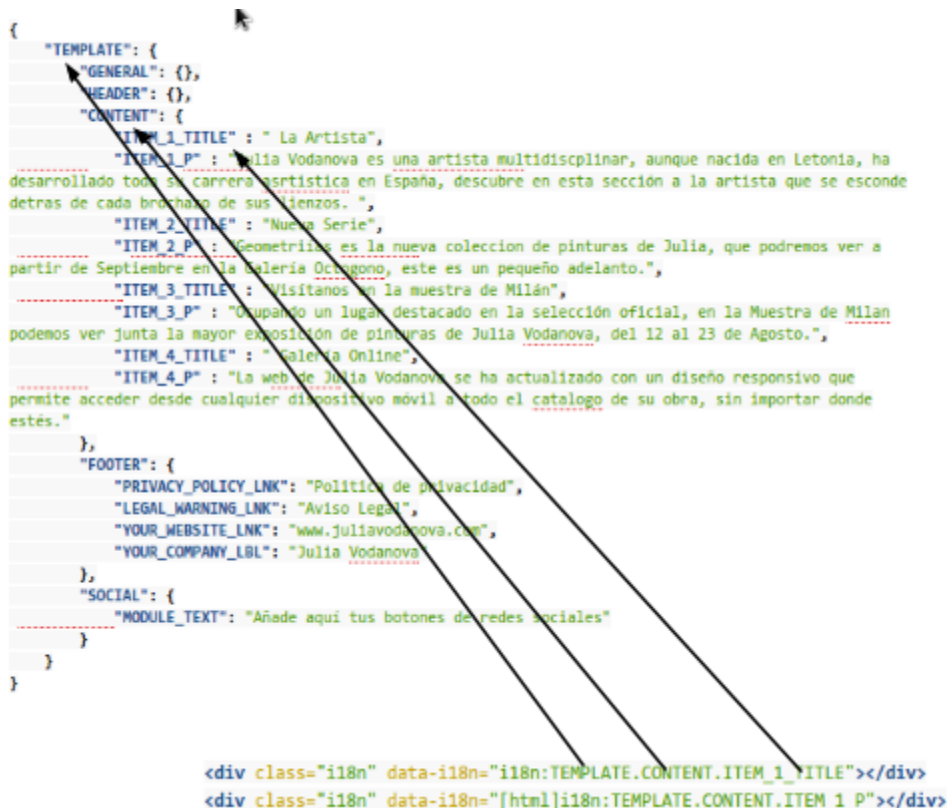 {
"TEMPLATE": {
"GENERAL": {},
"HEADER": {},
"CONTENT": {
"ITEM_1_TITLE" : " La Artista",
"ITEM_1_P" : "Julia Vodanova es una artista multidiscplinar, aunque nacida en Letonia, ha
desarrollado toda su carrera asrtistica en España, descubre en esta sección a la artista que se esconde
detras de cada brochazo de sus lienzos. ",
"ITEM_2_TITLE" : "Nueva Serie",
"ITEM_2_P" : "Geometriias es la nueva coleccion de pinturas de Julia, que podremos ver a
partir de Septiembre en la Galería Octogono, este es un pequeño adelanto.",
"ITEM_3_TITLE" : "Visítanos en la muestra de Milán",
"ITEM_3_P" : "Ocupando un lugar destacado en la selección oficial, en la Muestra de Milan
podemos ver junta la mayor exposición de pinturas de Julia Vodanova, del 12 al 23 de Agosto.",
"ITEM_4_TITLE" : " Galería Online",
"ITEM_4_P" : "La web de Julia Vodanova se ha actualizado con un diseño responsivo que
permite acceder desde cualquier dispositivo móvil a todo el catalogo de su obra, sin importar donde
estés."
},
"FOOTER": {
"PRIVACY_POLICY_LNK": "Politica de privacidad",
"LEGAL_WARNING_LNK": "Aviso Legal",
"YOUR_WEBSITE_LNK": "www.juliavodanova.com",
"YOUR_COMPANY_LBL": "Julia Vodanova"
},
"SOCIAL": {
"MODULE_TEXT": "Añade aquí tus botones de redes sociales"
}
}
}
<div class="i18n" data-i18n="i18n:TEMPLATE.CONTENT.ITEM_1_TITLE"></div>
<div class="i18n" data-i18n="[html]i18n:TEMPLATE.CONTENT.ITEM_1_P"></div>